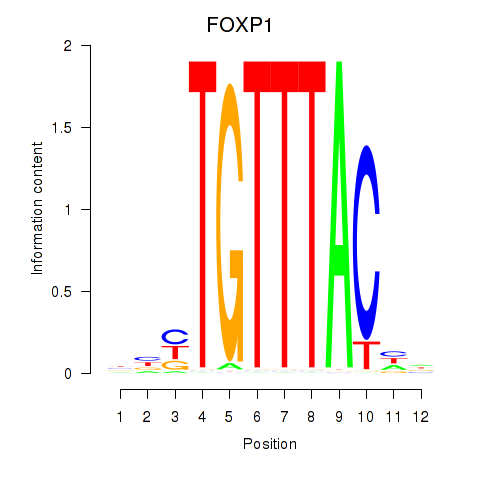 FOXP1
Information content
2
1.5
1
0.5
0
C
T
C
T
G
T
G
A
T
T
T
A
C
T
C
T
A
1 2 3 4 5 6 7 8 9 10 11 12
Position